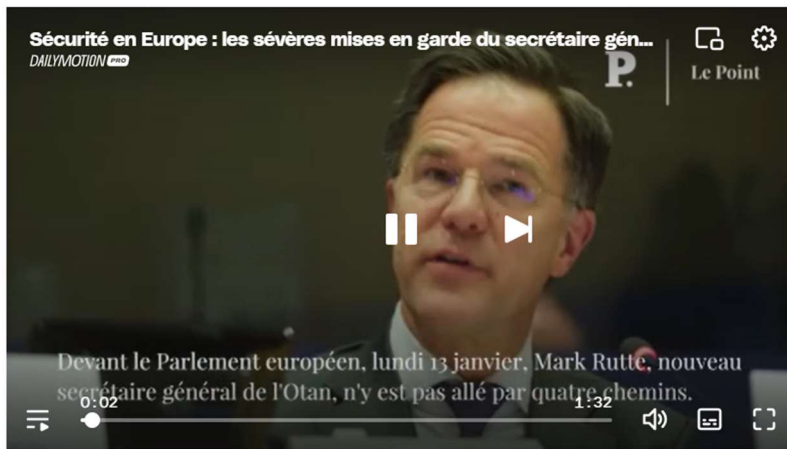 Sécurité en Europe : les sévères mises en garde du secrétaire gén...
DAILYMOTION PRO
P.
Le Point
Devant le Parlement européen, lundi 13 janvier, Mark Rutte, nouveau
secrétaire général de l'Otan, n'y est pas allé par quatre chemins.
0:02
1:32